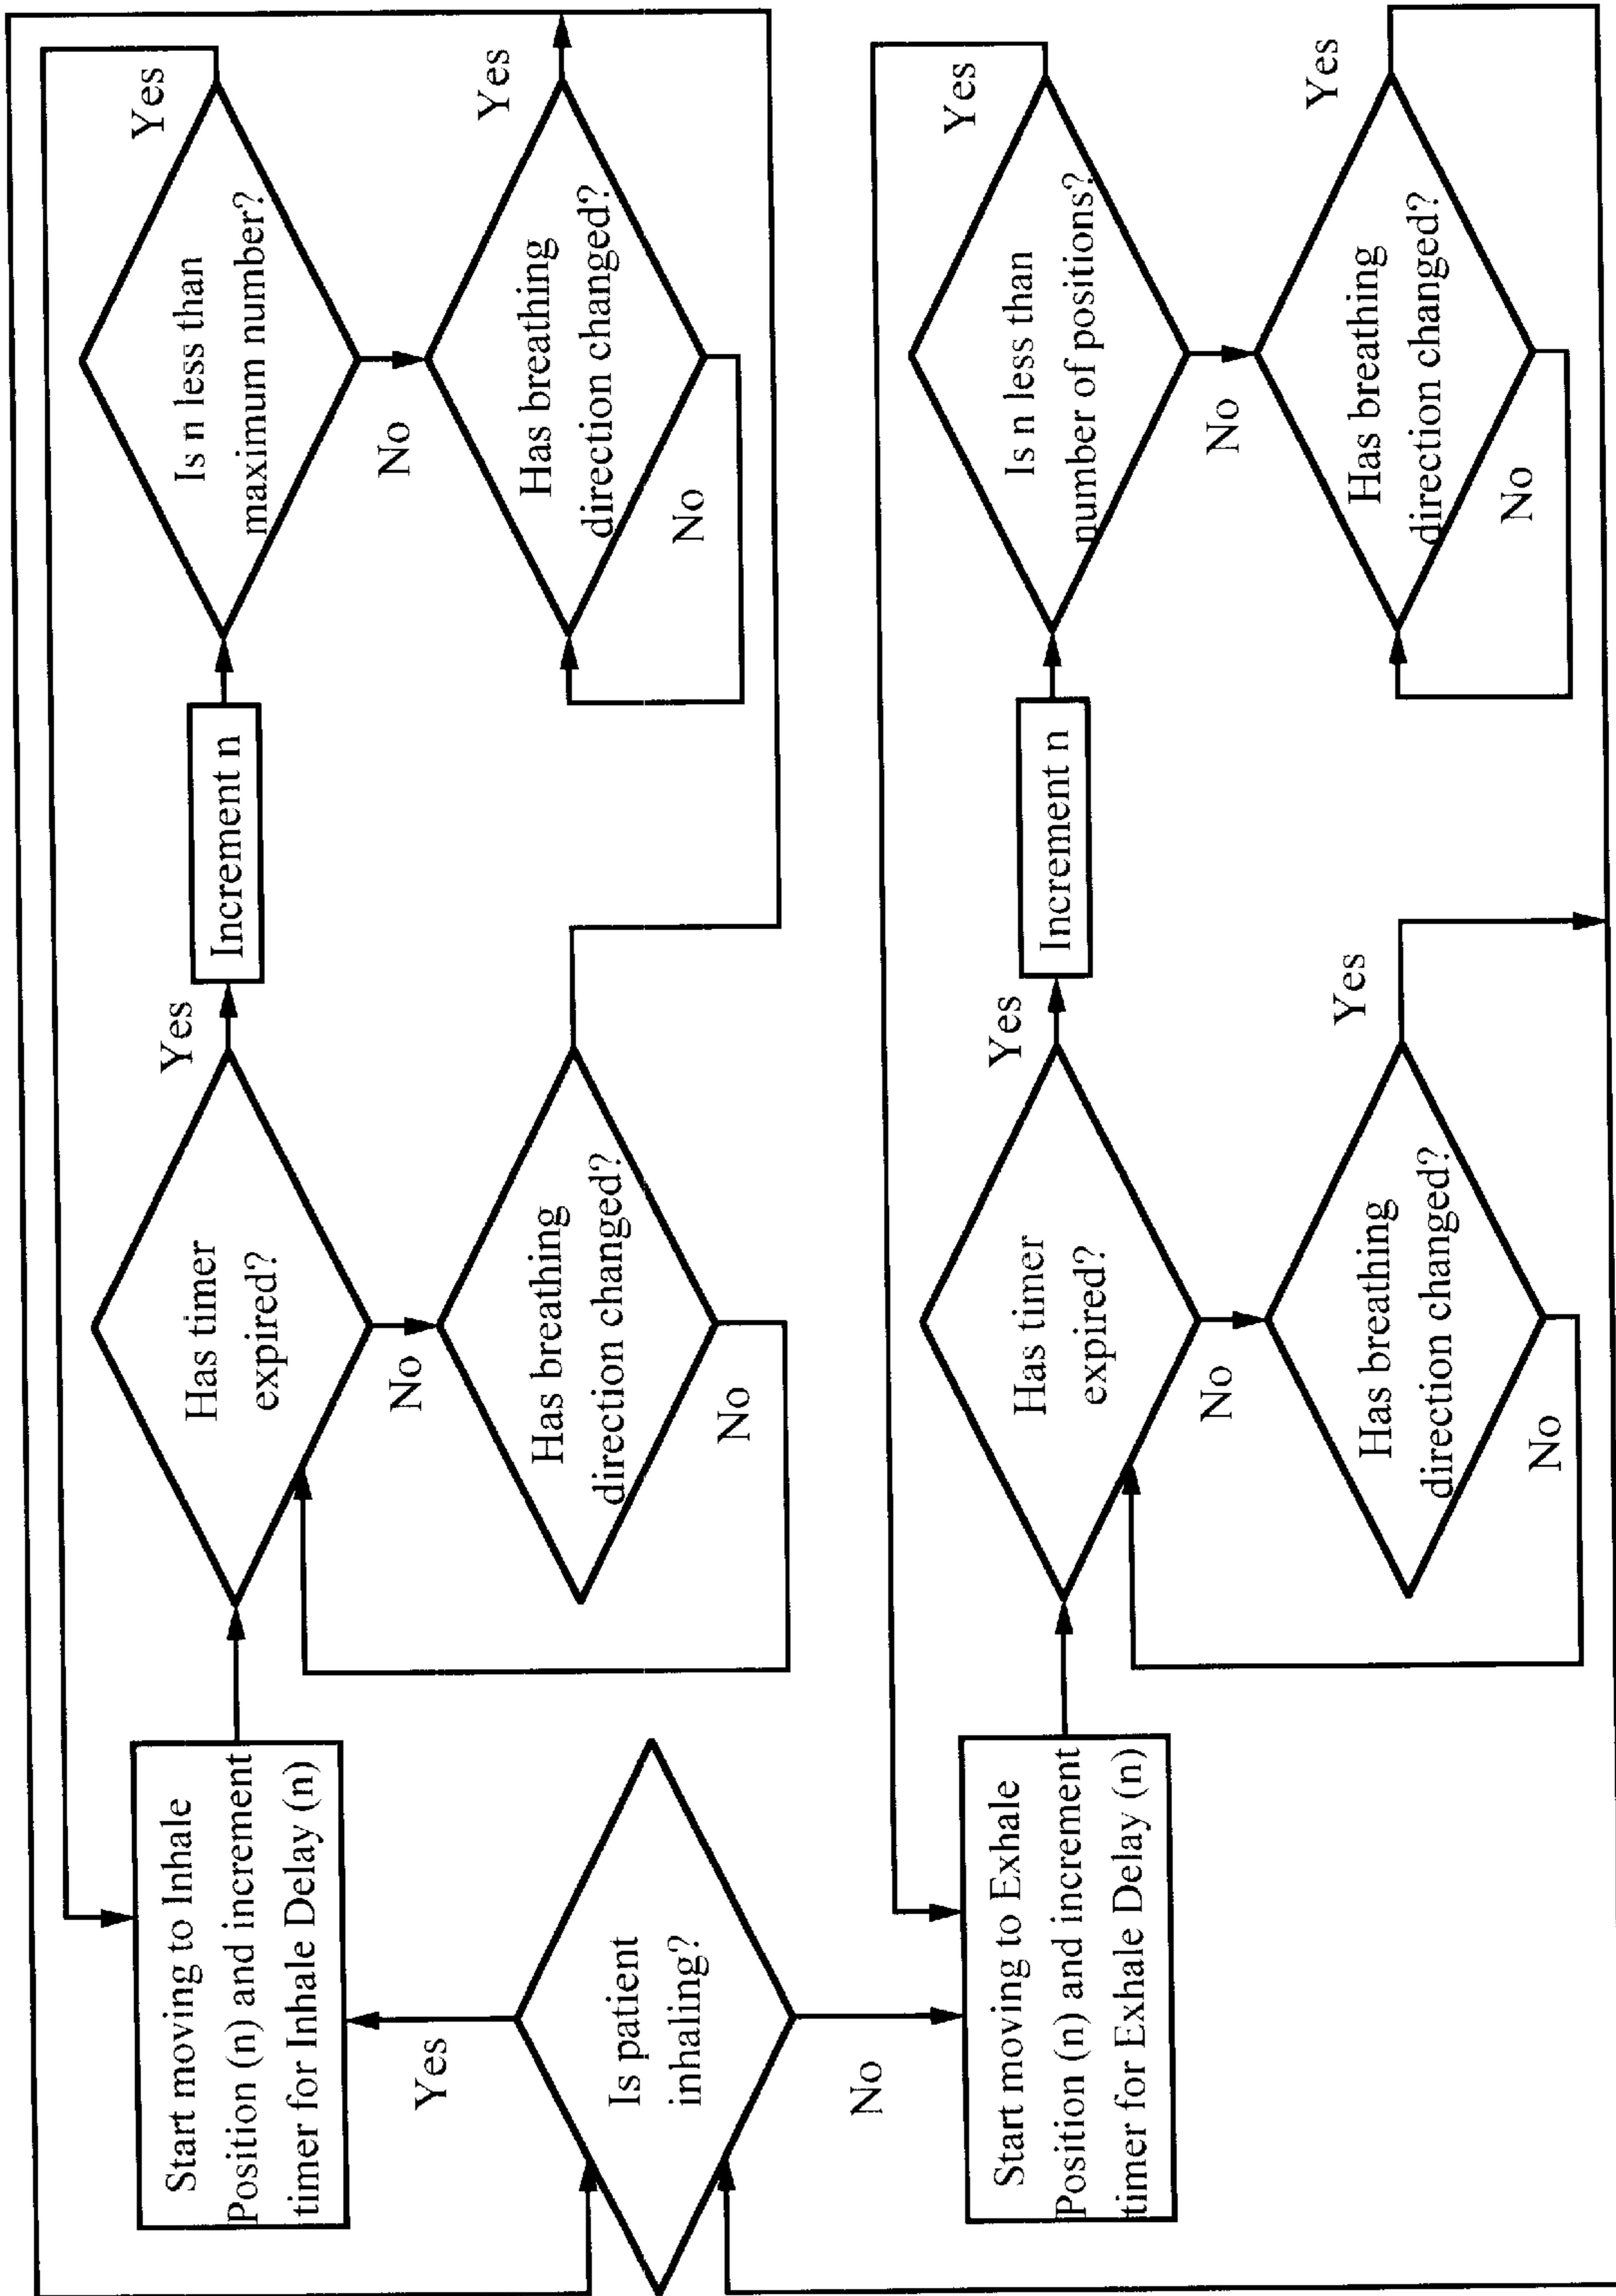 Start moving to Inhale
Position (n) and increment
timer for Inhale Delay (n)
Has timer
expired?
Yes
Increment n
Is n less than
maximum number?
Yes
No
Has breathing
direction changed?
No
No
Has breathing
direction changed?
Yes
No
Yes
Is patient
inhaling?
No
Start moving to Exhale
Position (n) and increment
timer for Exhale Delay (n)
Has timer
expired?
Yes
Increment n
Is n less than
number of positions?
Yes
No
Has breathing
direction changed?
Yes
No
No
Has breathing
direction changed?
Yes
No